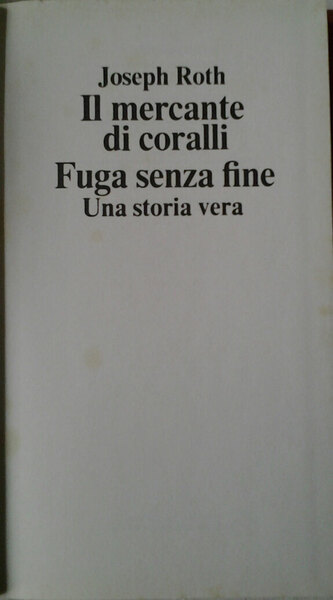 Joseph Roth
Il mercante
di coralli
Fuga senza fine
Una storia vera